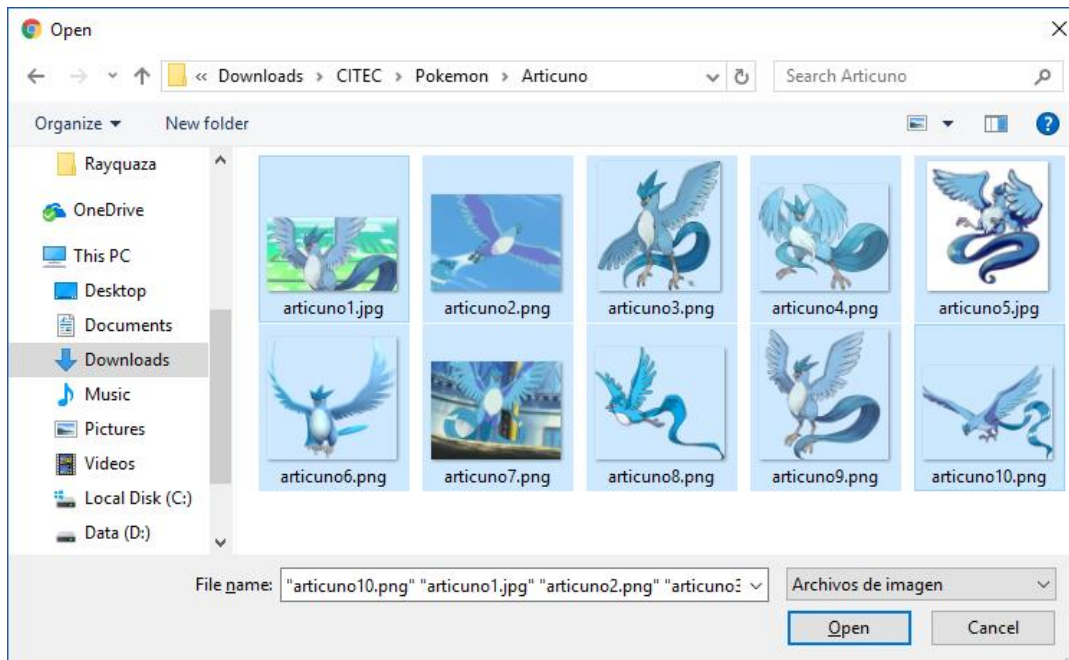 Open
« Downloads › CITEC › Pokemon › Articuno
Search Articuno
Organize
New folder
Rayquaza
OneDrive
This PC
Desktop
Documents
Downloads
Music
Pictures
Videos
Local Disk (C:)
Data (D:)
articuno1.jpg
articuno2.png
articuno3.png
articuno4.png
articuno5.jpg
articuno6.png
articuno7.png
articuno8.png
articuno9.png
articuno10.png
File name: "articuno10.png" "articuno1.jpg" "articuno2.png" "articuno3
Archivos de imagen
Open
Cancel